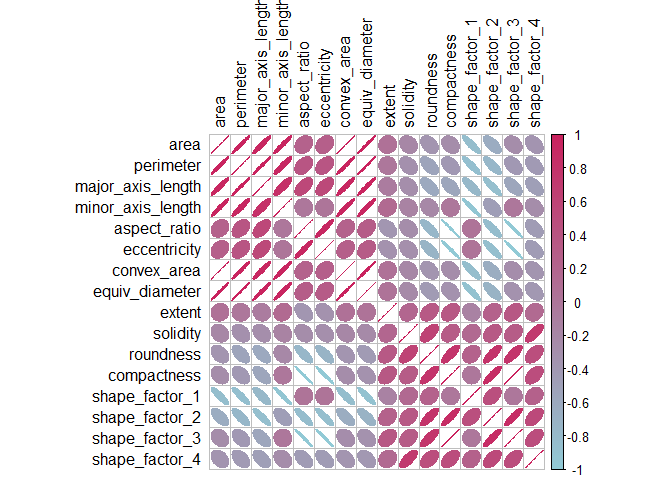 area
perimeter
major_axis_length
minor_axis_length
aspect_ratio
eccentricity
convex_area
equiv_diameter
extent
solidity
roundness
compactness
shape_factor_1
shape_factor_2
shape_factor_3
shape_factor_4
area
perimeter
major_axis_length
minor_axis_length
aspect_ratio
eccentricity
convex_area
equiv_diameter
extent
solidity
roundness
compactness
shape_factor_1
shape_factor_2
shape_factor_3
shape_factor_4
1
0.8
0.6
0.4
0.2
0
-0.2
-0.4
-0.6
-0.8
-1